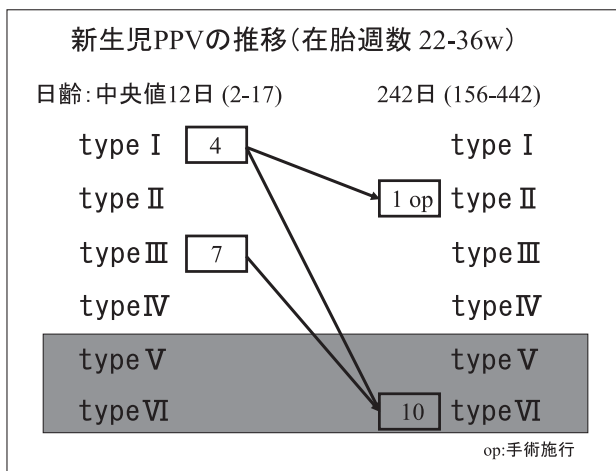 新生児PPVの推移(在胎週数 22-36w)
日齢:中央値12日 (2-17) 242日 (156-442)
type Ⅰ 4 type Ⅰ
type Ⅱ 1 op type Ⅱ
type Ⅲ 7 type Ⅲ
type Ⅳ type Ⅳ
type Ⅴ type Ⅴ
type Ⅵ 10 type Ⅵ
op:手術施行